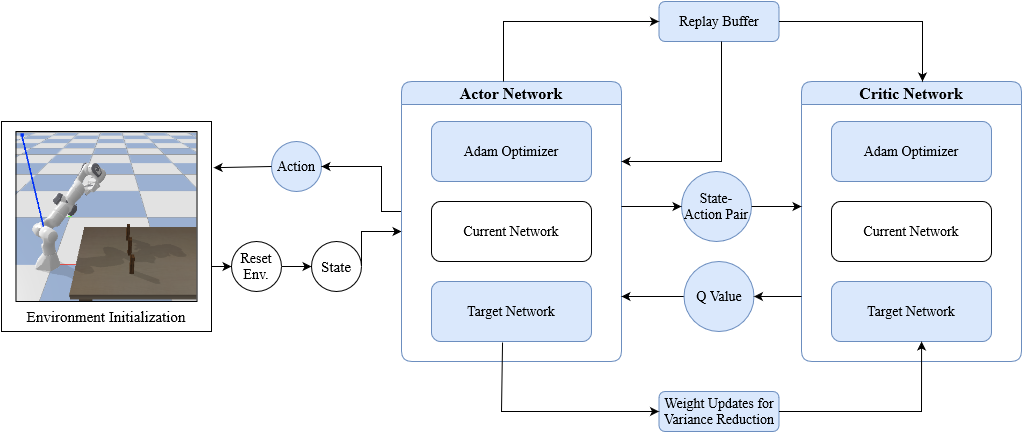 Replay Buffer
Actor Network
Critic Network
Adam Optimizer
Adam Optimizer
Action
State-
Action Pair
Current Network
Current Network
Reset
Env.
State
Q Value
Target Network
Target Network
Environment Initialization
Weight Updates for
Variance Reduction